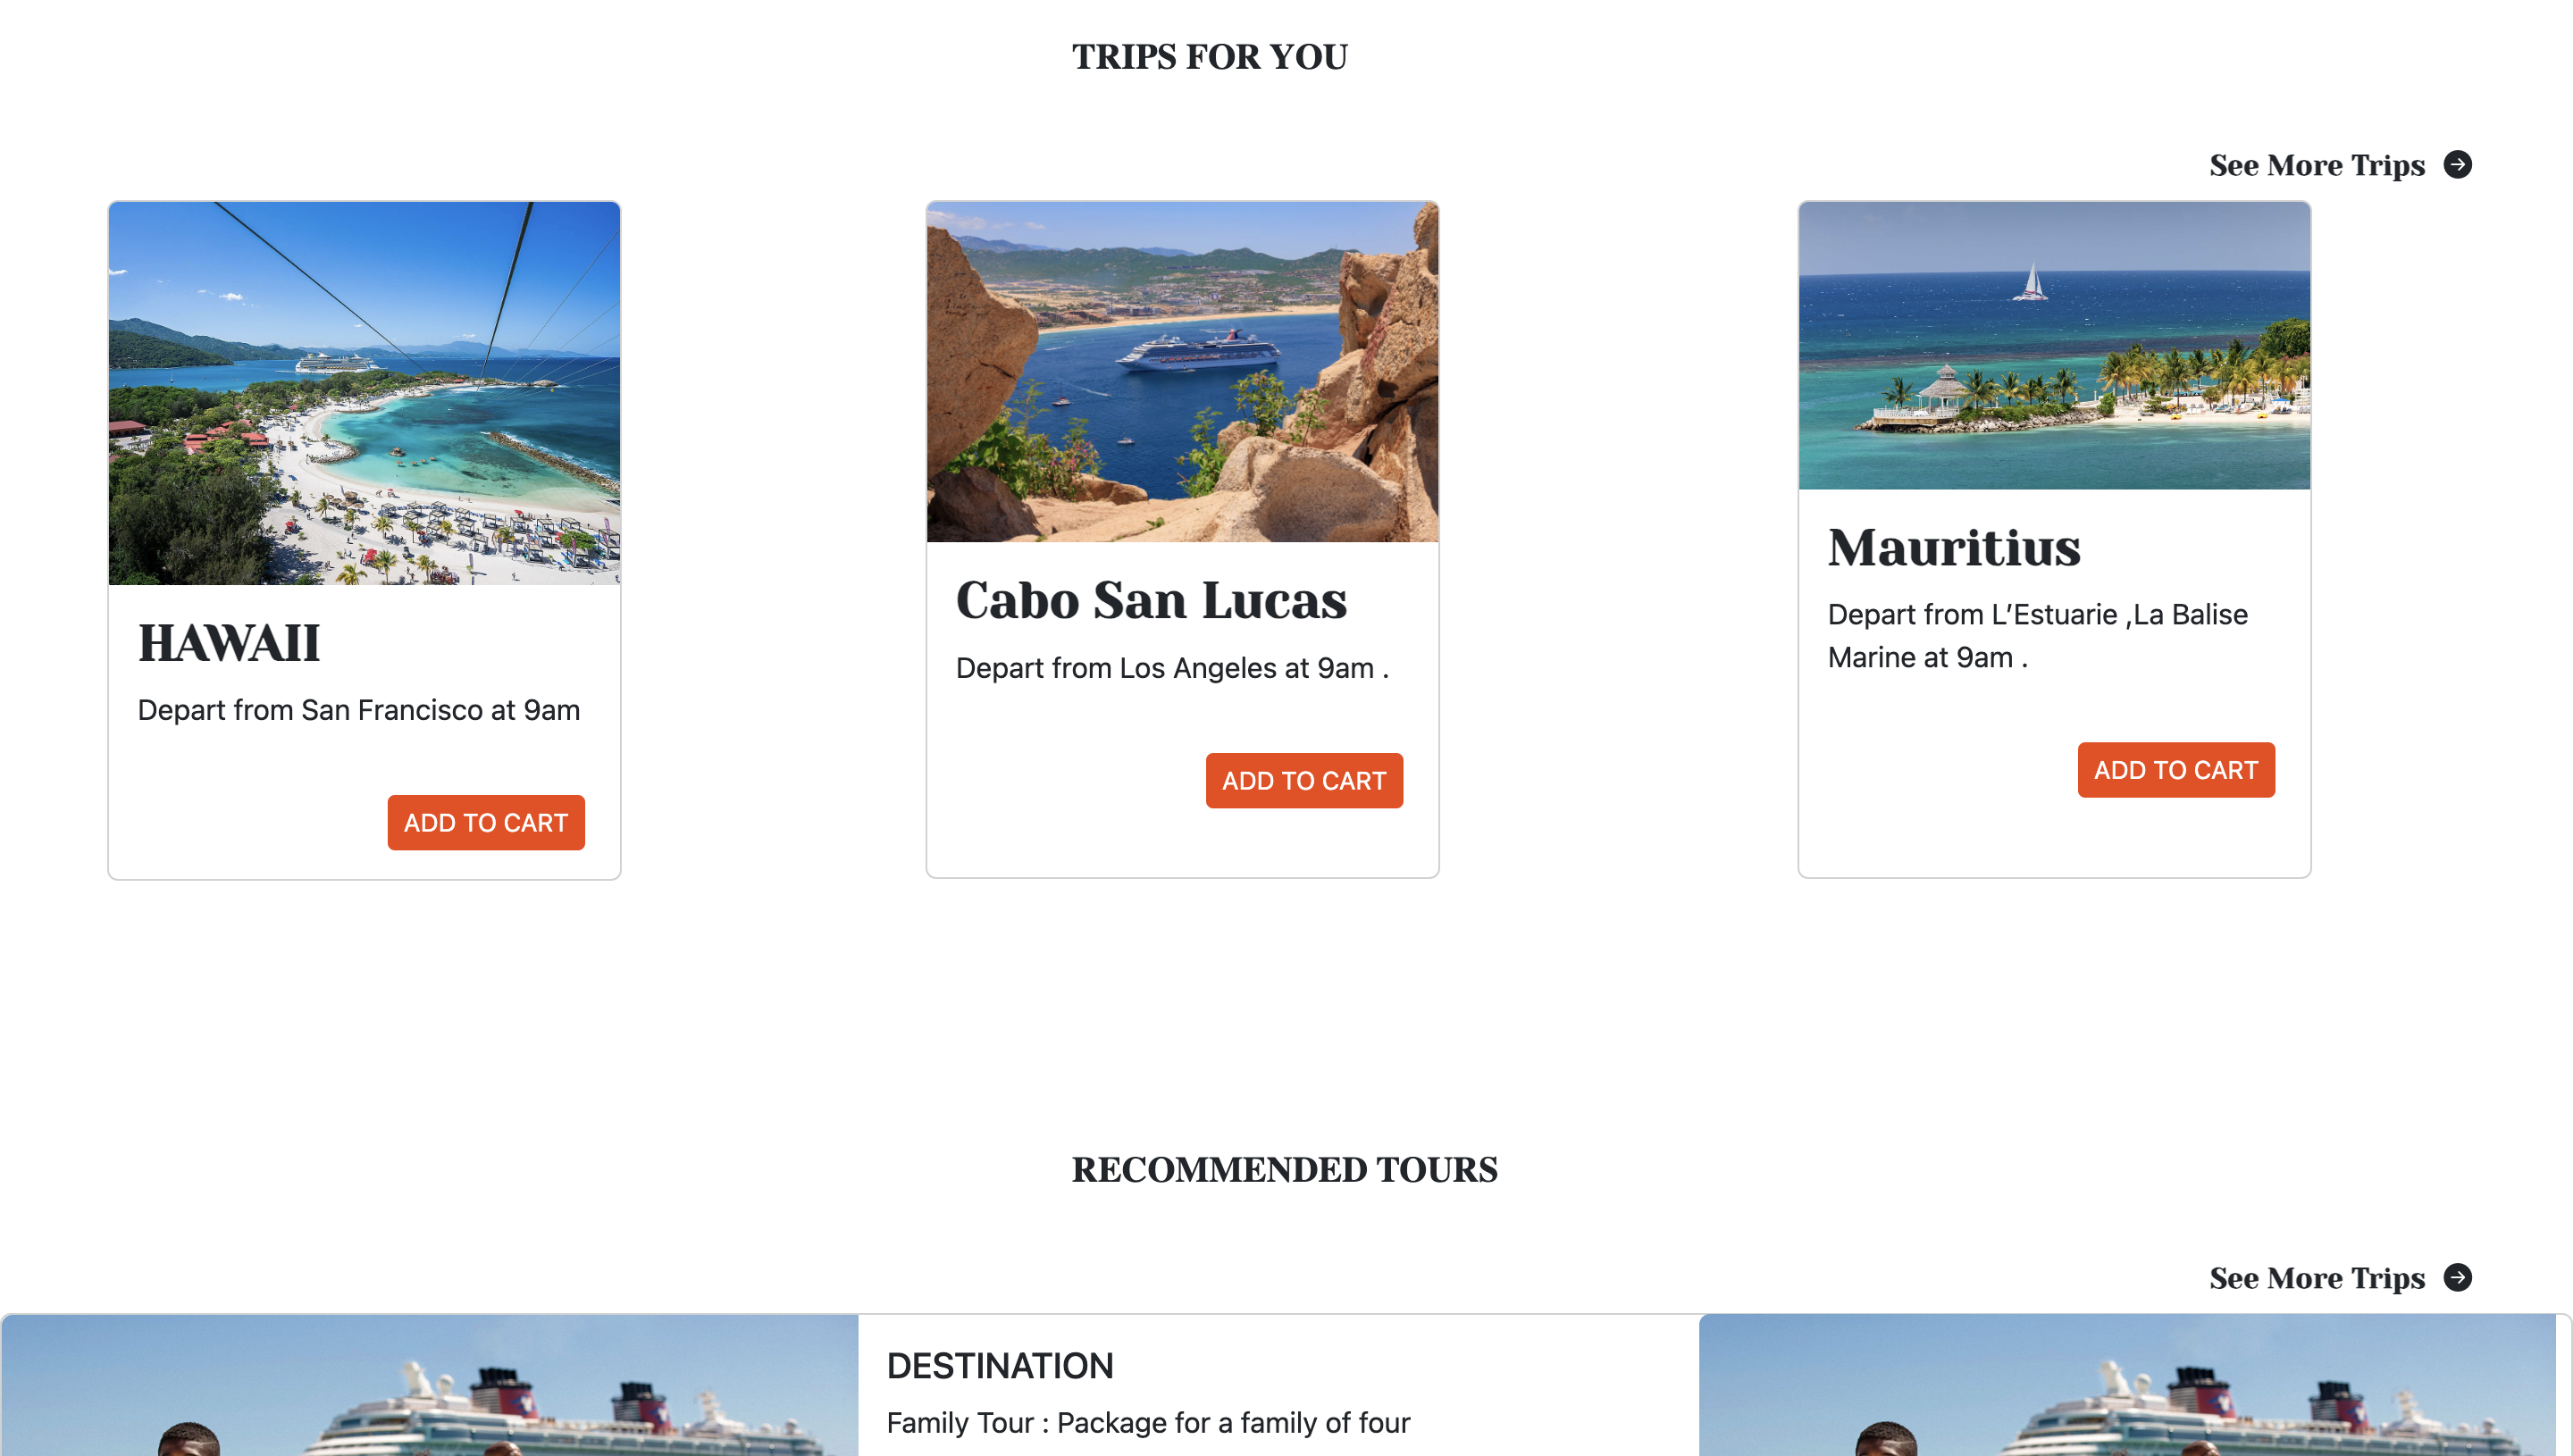 TRIPS FOR YOU
See More Trips
HAWAII
Depart from San Francisco at 9am
ADD TO CART
Cabo San Lucas
Depart from Los Angeles at 9am .
ADD TO CART
Mauritius
Depart from L’Estuarie ,La Balise
Marine at 9am .
ADD TO CART
RECOMMENDED TOURS
See More Trips
DESTINATION
Family Tour : Package for a family of four